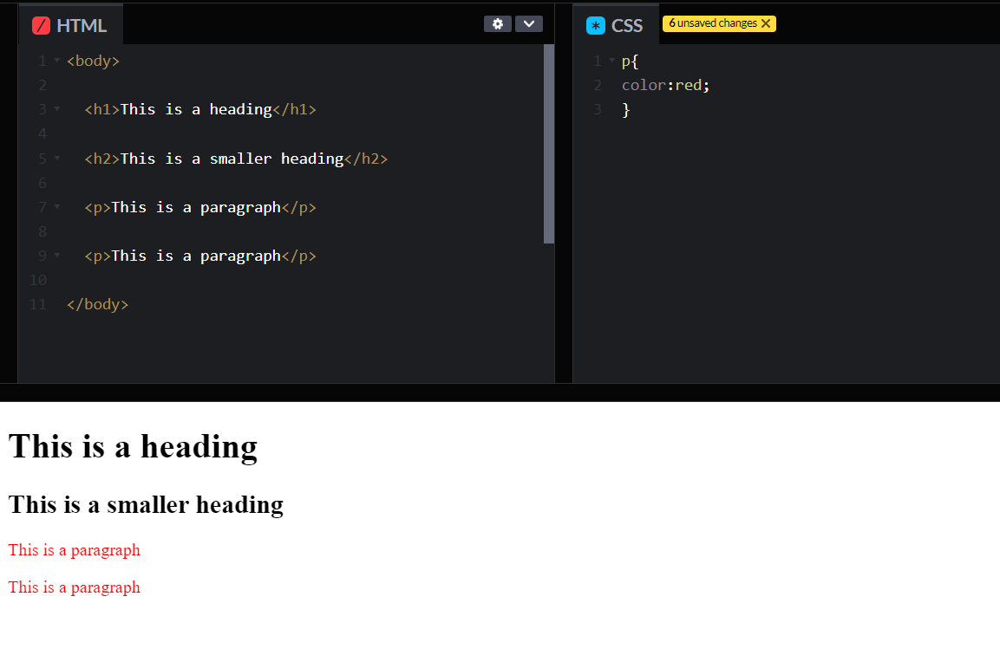 HTML
1 <body>
2
3 <h1>This is a heading</h1>
4
5 <h2>This is a smaller heading</h2>
6
7 <p>This is a paragraph</p>
8
9 <p>This is a paragraph</p>
10
11 </body>
* CSS 6 unsaved changes X
1 p{
2 color:red;
3 }
This is a heading
This is a smaller heading
This is a paragraph
This is a paragraph